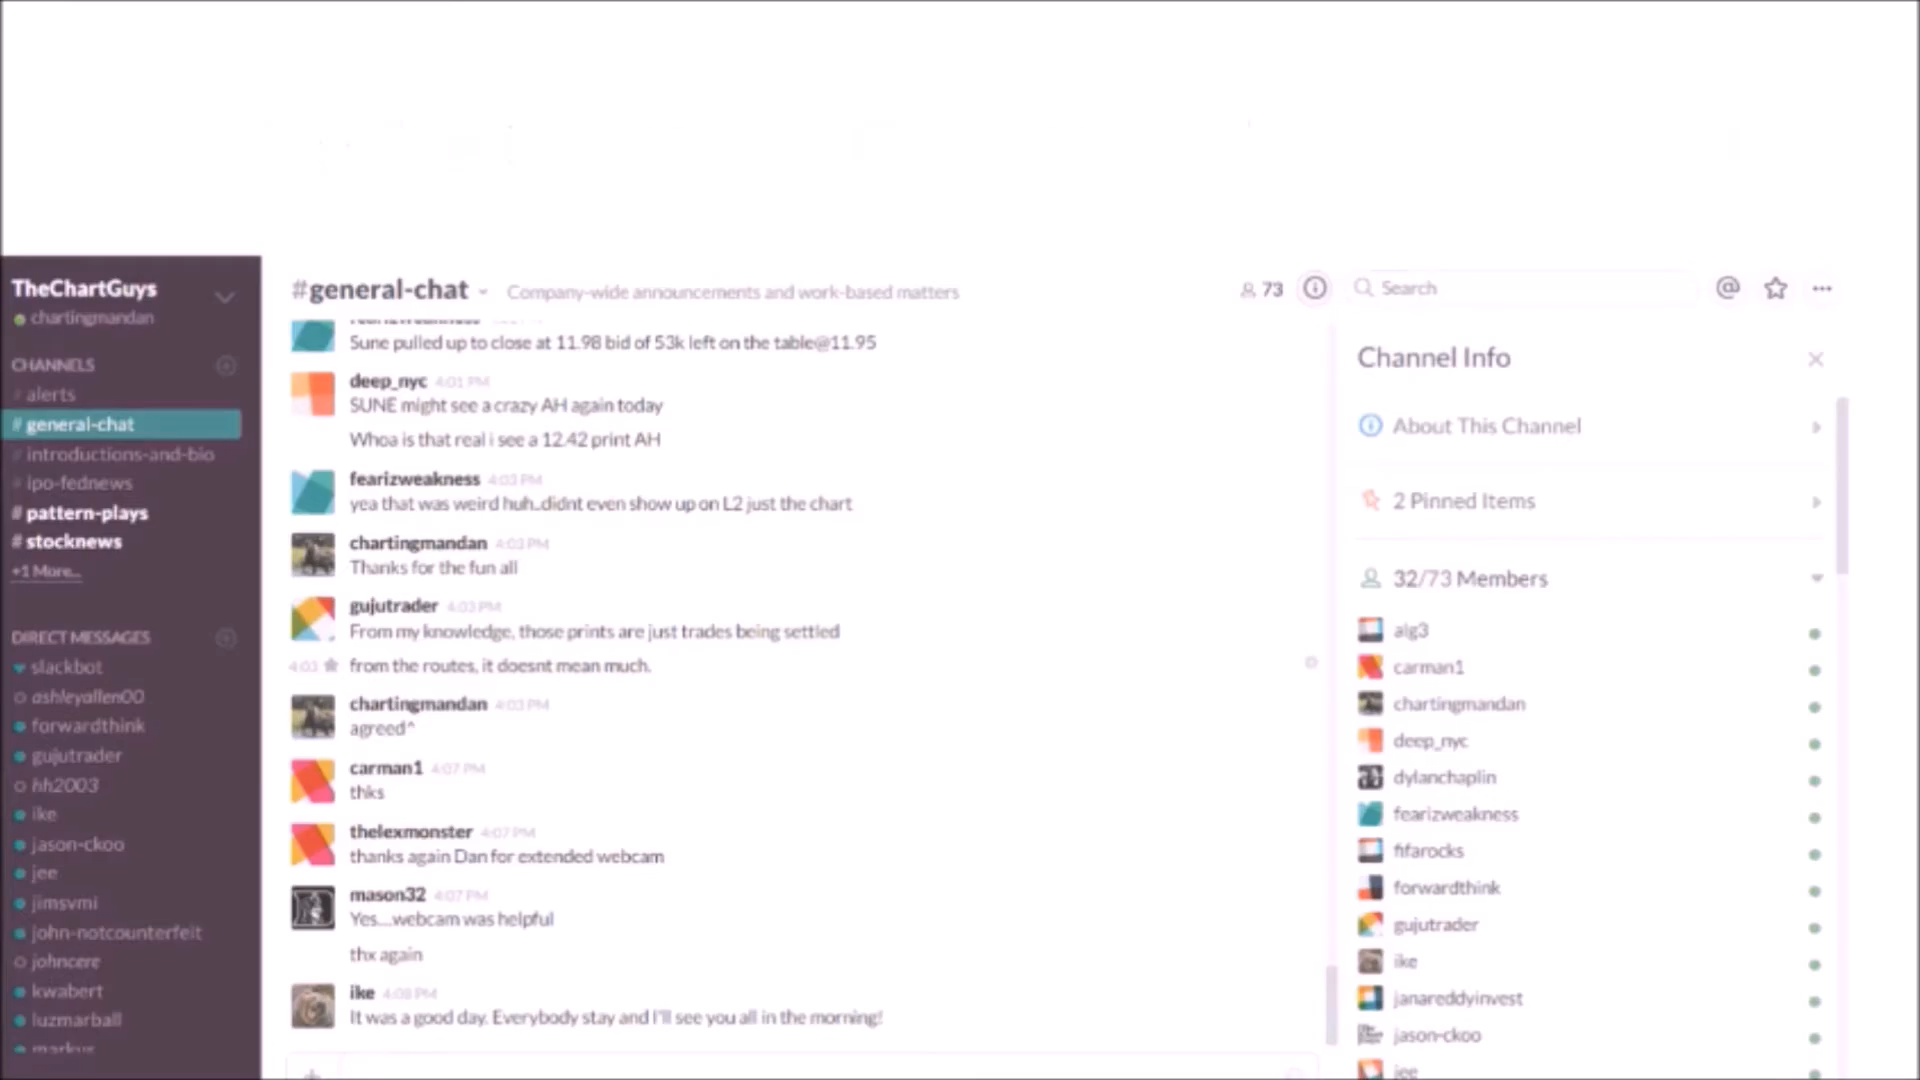 TheChartGuys
chartingmandan
CHANNELS
# alerts
# general-chat
# introductions-and-bio
# ipo-fednews
# pattern-plays
# stocknews
+1 More...
DIRECT MESSAGES
slackbot
ashleyallen00
forwardthink
gujutrader
hh2003
ike
jason-ckoo
jee
jimsvmi
john-notcounterfeit
johncere
kwabert
luzmarball
markus
#general-chat
Company-wide announcements and work-based matters
73
Search
fearizweakness
Sune pulled up to close at 11.98 bid of 53k left on the table@11.95
deep_nyc 4:01 PM
SUNE might see a crazy AH again today
Whoa is that real i see a 12.42 print AH
fearizweakness 4:03 PM
yea that was weird huh..didnt even show up on L2 just the chart
chartingmandan 4:03 PM
Thanks for the fun all
gujutrader 4:03 PM
From my knowledge, those prints are just trades being settled
4:03 from the routes, it doesnt mean much.
chartingmandan 4:03 PM
agreed^
carman1 4:07 PM
thks
thelexmonster 4:07 PM
thanks again Dan for extended webcam
mason32 4:07 PM
Yes....webcam was helpful
thx again
ike 4:08 PM
It was a good day. Everybody stay and I'll see you all in the morning!
Channel Info
About This Channel
2 Pinned Items
32/73 Members
alg3
carman1
chartingmandan
deep_nyc
dylanchaplin
fearizweakness
fifarocks
forwardthink
gujutrader
ike
janareddyinvest
jason-ckoo
jee